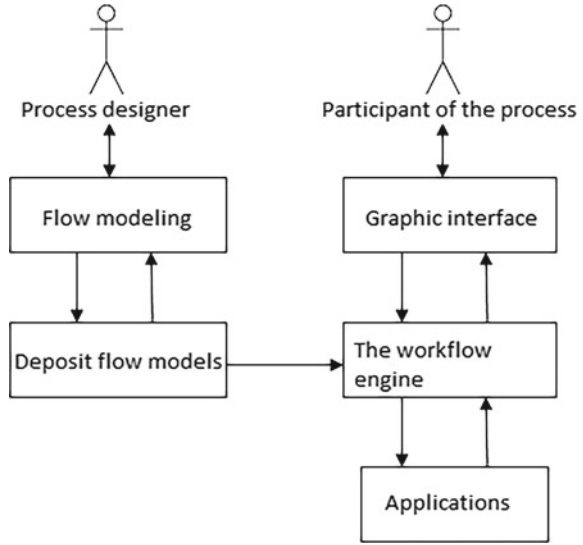 Process designer
Participant of the process
Flow modeling
Graphic interface
Deposit flow models
The workflow
engine
Applications